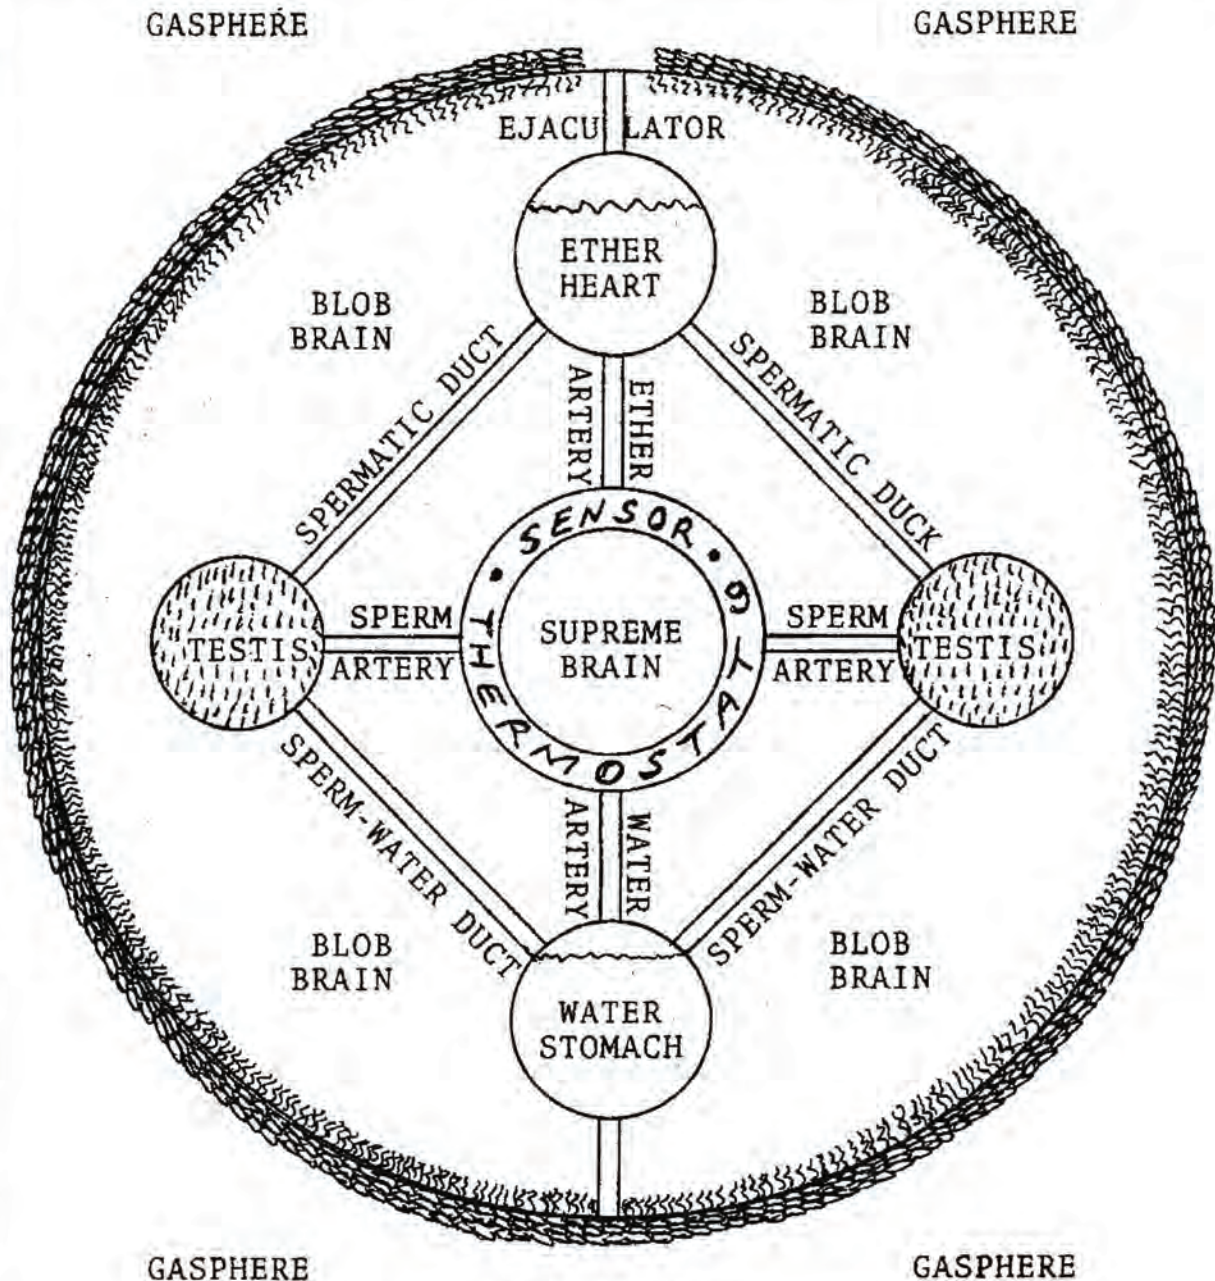 GASPHERE
GASPHERE
EJACULATOR
ETHER
HEART
BLOB
BRAIN
BLOB
BRAIN
SPERMATIC DUCT
SPERMATIC DUCK
ARTERY
ETHER
• SENSOR •
THERMOSTAT 6
TESTIS
SPERM
ARTERY
SUPREME
BRAIN
SPERM
ARTERY
TESTIS
SPERM-WATER DUCT
ARTERY
WATER
SPERM-WATER DUCT
BLOB
BRAIN
BLOB
BRAIN
WATER
STOMACH
GASPHERE
GASPHERE